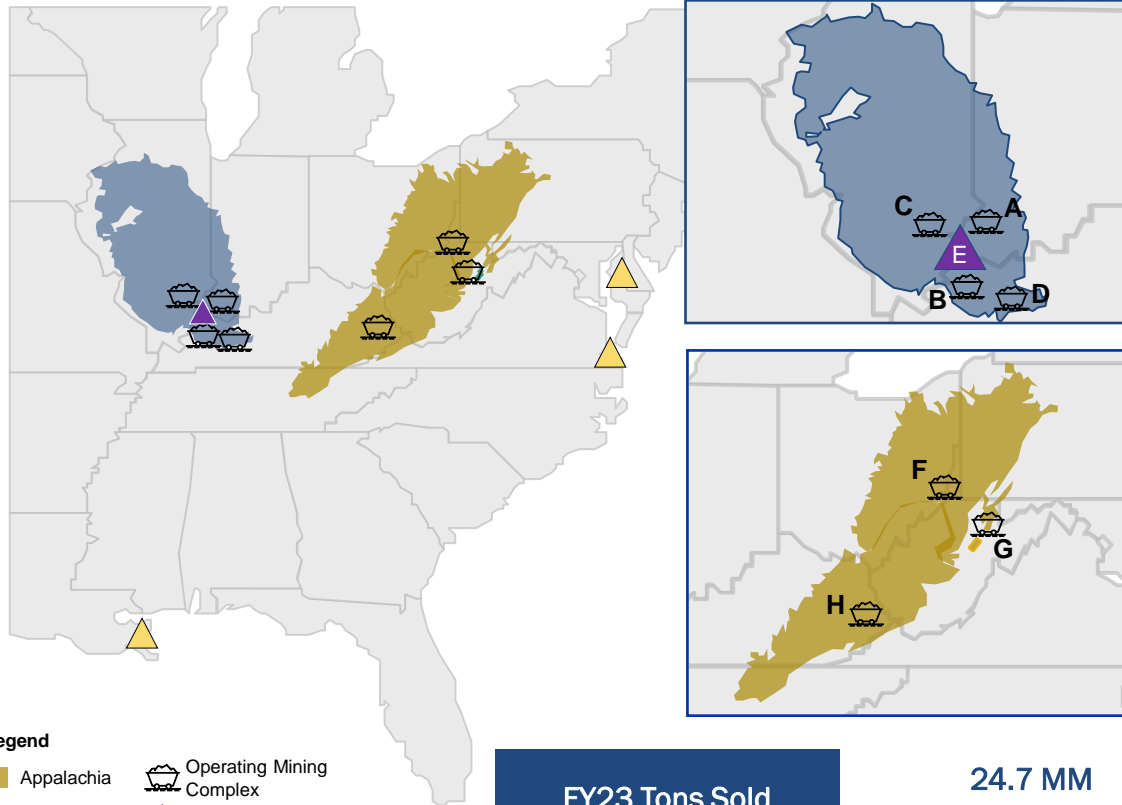 C
A
E
B
D
F
G
H
egend
Appalachia
Operating Mining
Complex
FY23 Tons Sold
24.7 MM